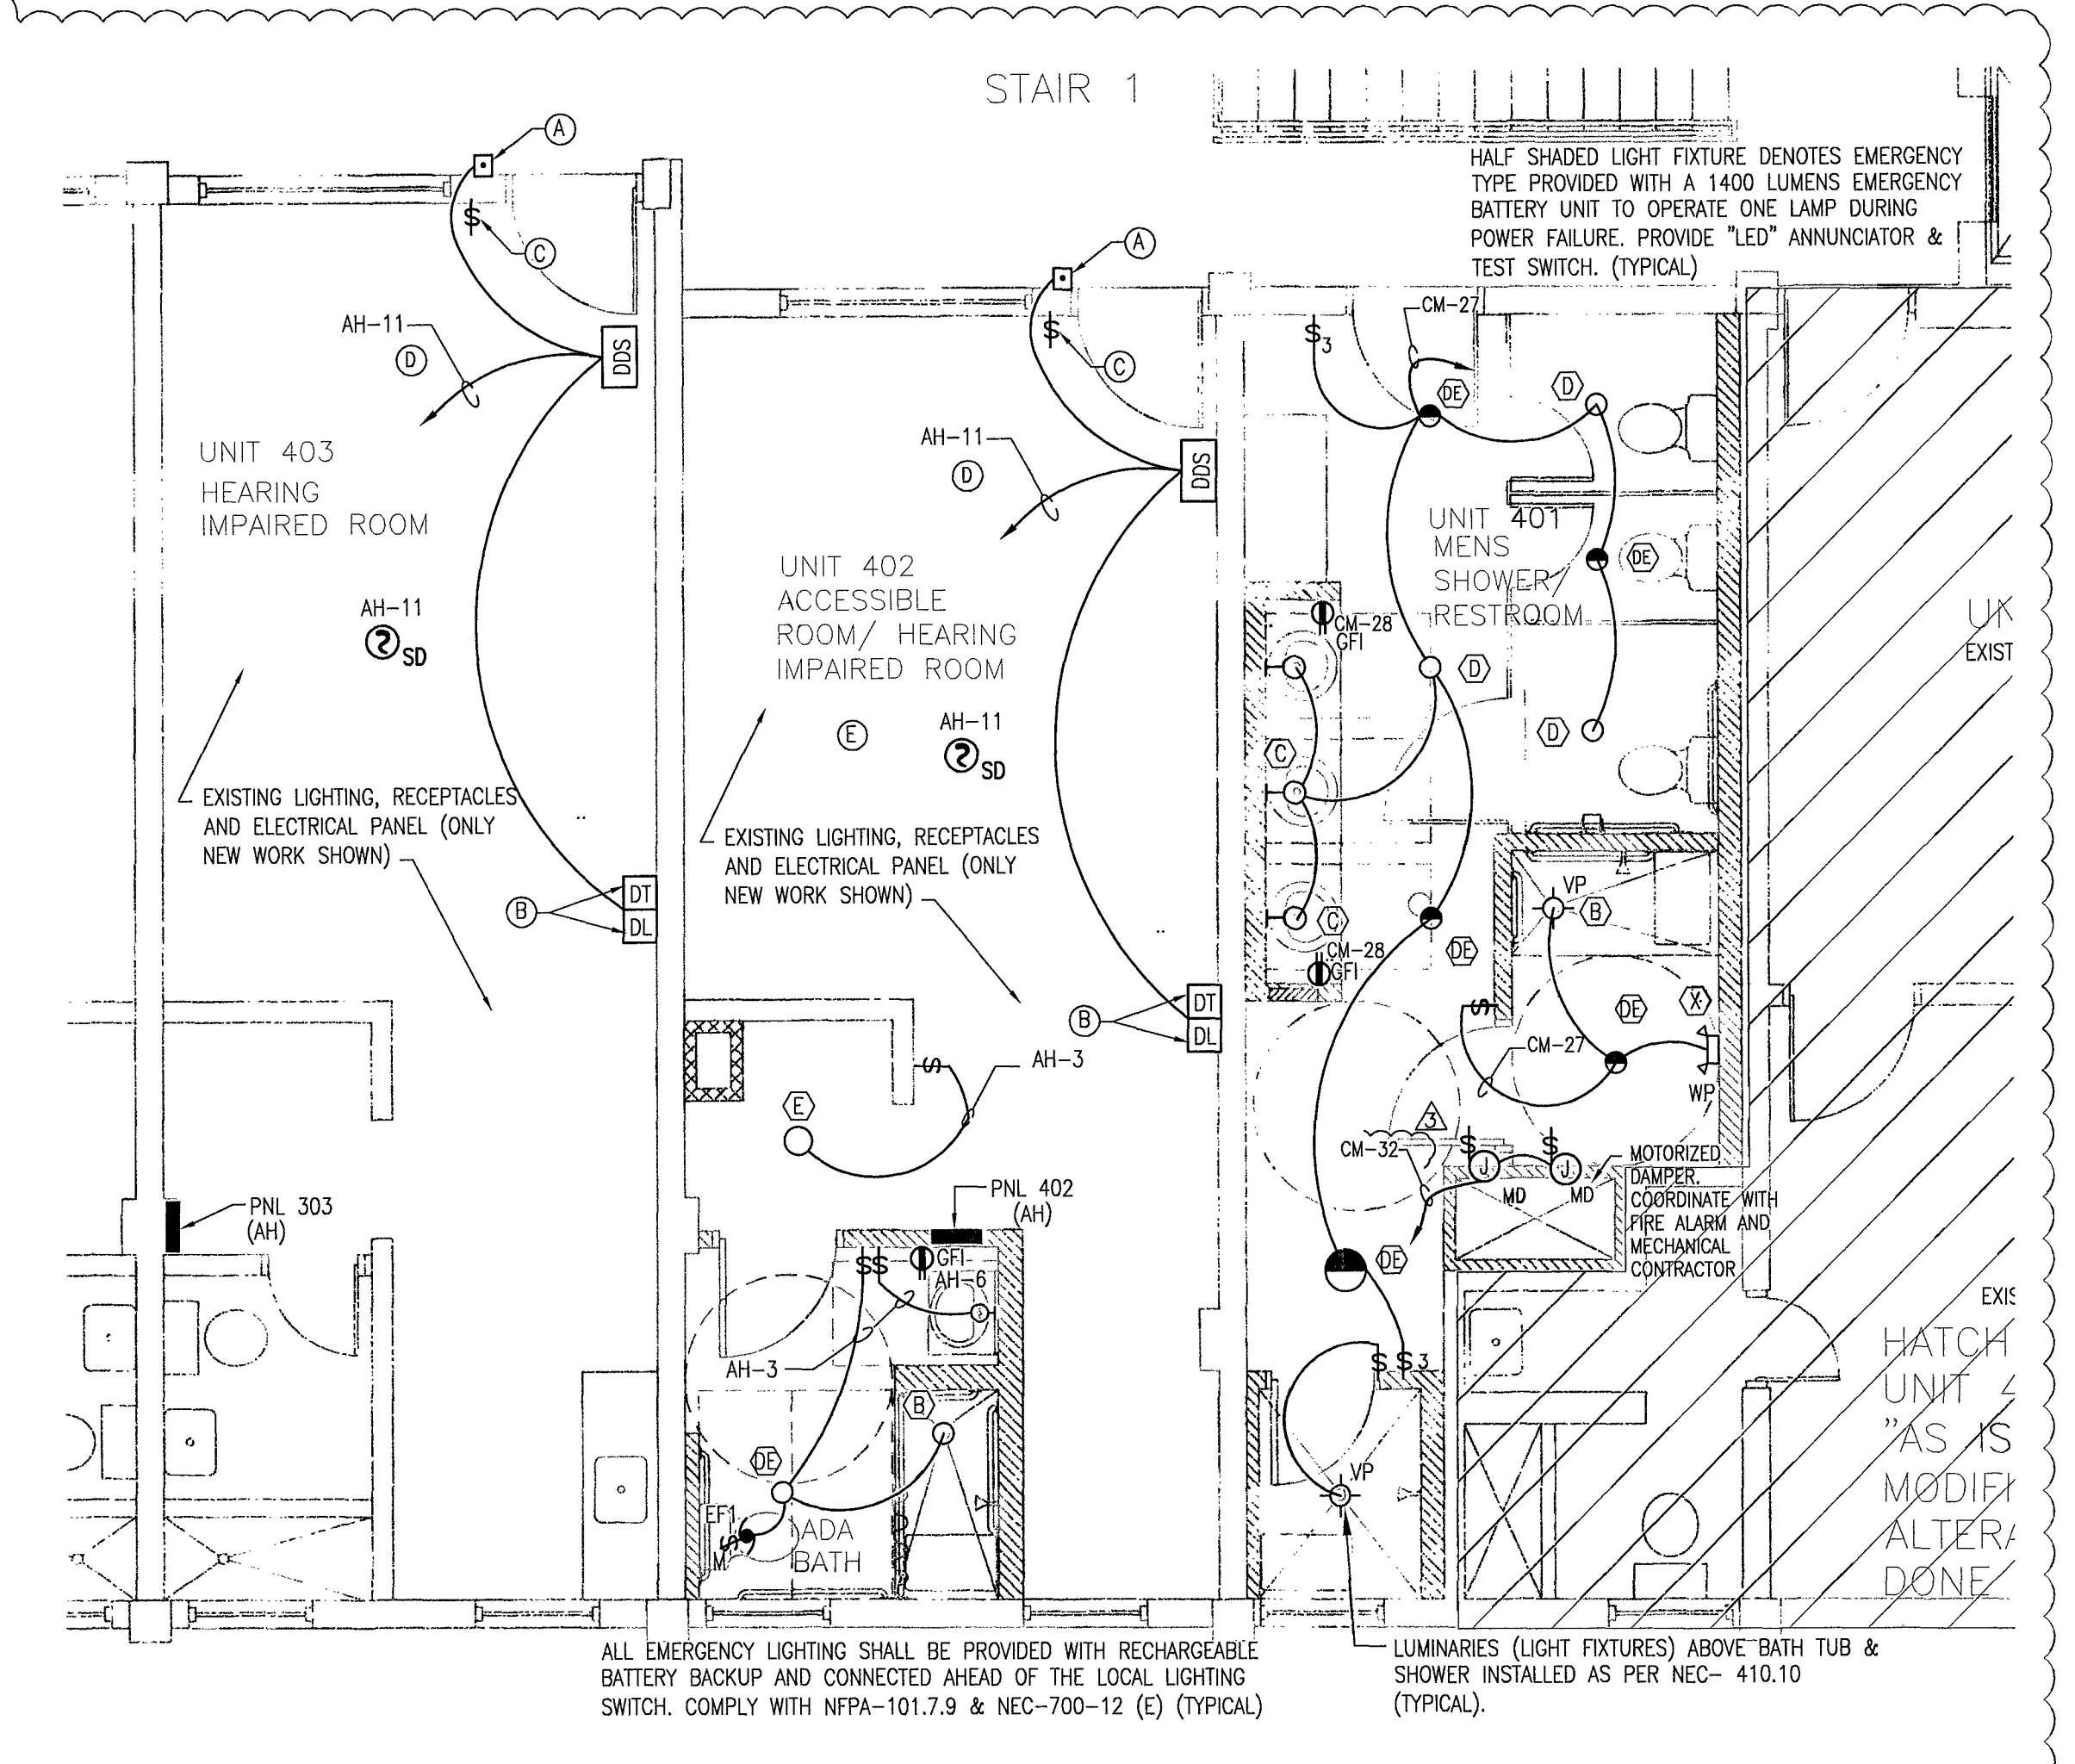 STAIR 1
HALF SHADED LIGHT FIXTURE DENOTES EMERGENCY
TYPE PROVIDED WITH A 1400 LUMENS EMERGENCY
BATTERY UNIT TO OPERATE ONE LAMP DURING
POWER FAILURE. PROVIDE "LED" ANNUNCIATOR &
TEST SWITCH. (TYPICAL)
A
C
AH-11
D
DDS
UNIT 403
HEARING
IMPAIRED ROOM
AH-11
SD
EXISTING LIGHTING, RECEPTACLES
AND ELECTRICAL PANEL (ONLY
NEW WORK SHOWN)
B
DT
DL
PNL 303
(AH)
A
C
AH-11
D
DDS
UNIT 402
ACCESSIBLE
ROOM/ HEARING
IMPAIRED ROOM
E
AH-11
SD
EXISTING LIGHTING, RECEPTACLES
AND ELECTRICAL PANEL (ONLY
NEW WORK SHOWN)
B
DT
DL
AH-3
E
PNL 402
(AH)
$$
GFI
AH-6
AH-3
B
DE
EF1
M
ADA
BATH
CM-27
$3
DE
D
UNIT 401
MENS
SHOWER/
RESTROOM
DE
CM-28
GFI
D
D
C
C
CM-28
GFI
DE
VP
B
DE
X
CM-27
WP
3
CM-32
$
$
J
J
MD
MD
MOTORIZED
DAMPER.
COORDINATE WITH
FIRE ALARM AND
MECHANICAL
CONTRACTOR
DE
$ $3
VP
UN
EXIST
EXIS
HATCH
UNIT 4
"AS IS
MODIFI
ALTERA
DONE
ALL EMERGENCY LIGHTING SHALL BE PROVIDED WITH RECHARGEABLE
BATTERY BACKUP AND CONNECTED AHEAD OF THE LOCAL LIGHTING
SWITCH. COMPLY WITH NFPA-101.7.9 & NEC-700-12 (E) (TYPICAL)
LUMINARIES (LIGHT FIXTURES) ABOVE BATH TUB &
SHOWER INSTALLED AS PER NEC- 410.10
(TYPICAL).